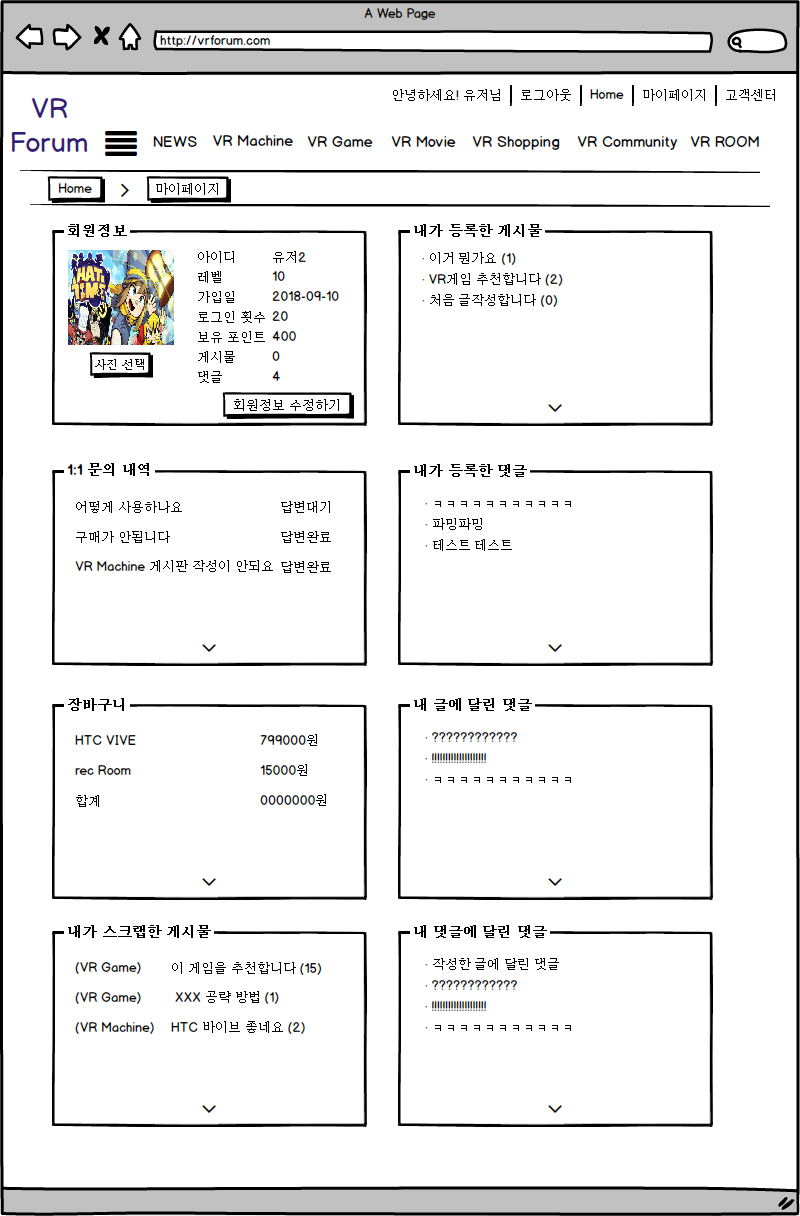 A Web Page
http://vrforum.com
안녕하세요! 유저님 로그아웃 Home 마이페이지 고객센터
VR
Forum
NEWS VR Machine VR Game VR Movie VR Shopping VR Community VR ROOM
Home 마이페이지
회원정보
HAT
TIME
사진 선택
아이디 유저2
레벨 10
가입일 2018-09-10
로그인 횟수 20
보유 포인트 400
게시물 0
댓글 4
회원정보 수정하기
내가 등록한 게시물
· 이거 뭔가요 (1)
· VR게임 추천합니다 (2)
· 처음 글작성합니다 (0)
1:1 문의 내역
어떻게 사용하나요 답변대기
구매가 안됩니다 답변완료
VR Machine 게시판 작성이 안되요 답변완료
내가 등록한 댓글
· ㅋㅋㅋㅋㅋㅋㅋㅋㅋㅋㅋ
· 파밍파밍
· 테스트 테스트
장바구니
HTC VIVE 799000원
rec Room 15000원
합계 0000000원
내 글에 달린 댓글
· ????????????
· !!!!!!!!!!!!!!!!!!!!
· ㅋㅋㅋㅋㅋㅋㅋㅋㅋㅋㅋ
내가 스크랩한 게시물
(VR Game) 이 게임을 추천합니다 (15)
(VR Game) XXX 공략 방법 (1)
(VR Machine) HTC 바이브 좋네요 (2)
내 댓글에 달린 댓글
· 작성한 글에 달린 댓글
· ????????????
· !!!!!!!!!!!!!!!!!!!!
· ㅋㅋㅋㅋㅋㅋㅋㅋㅋㅋㅋ